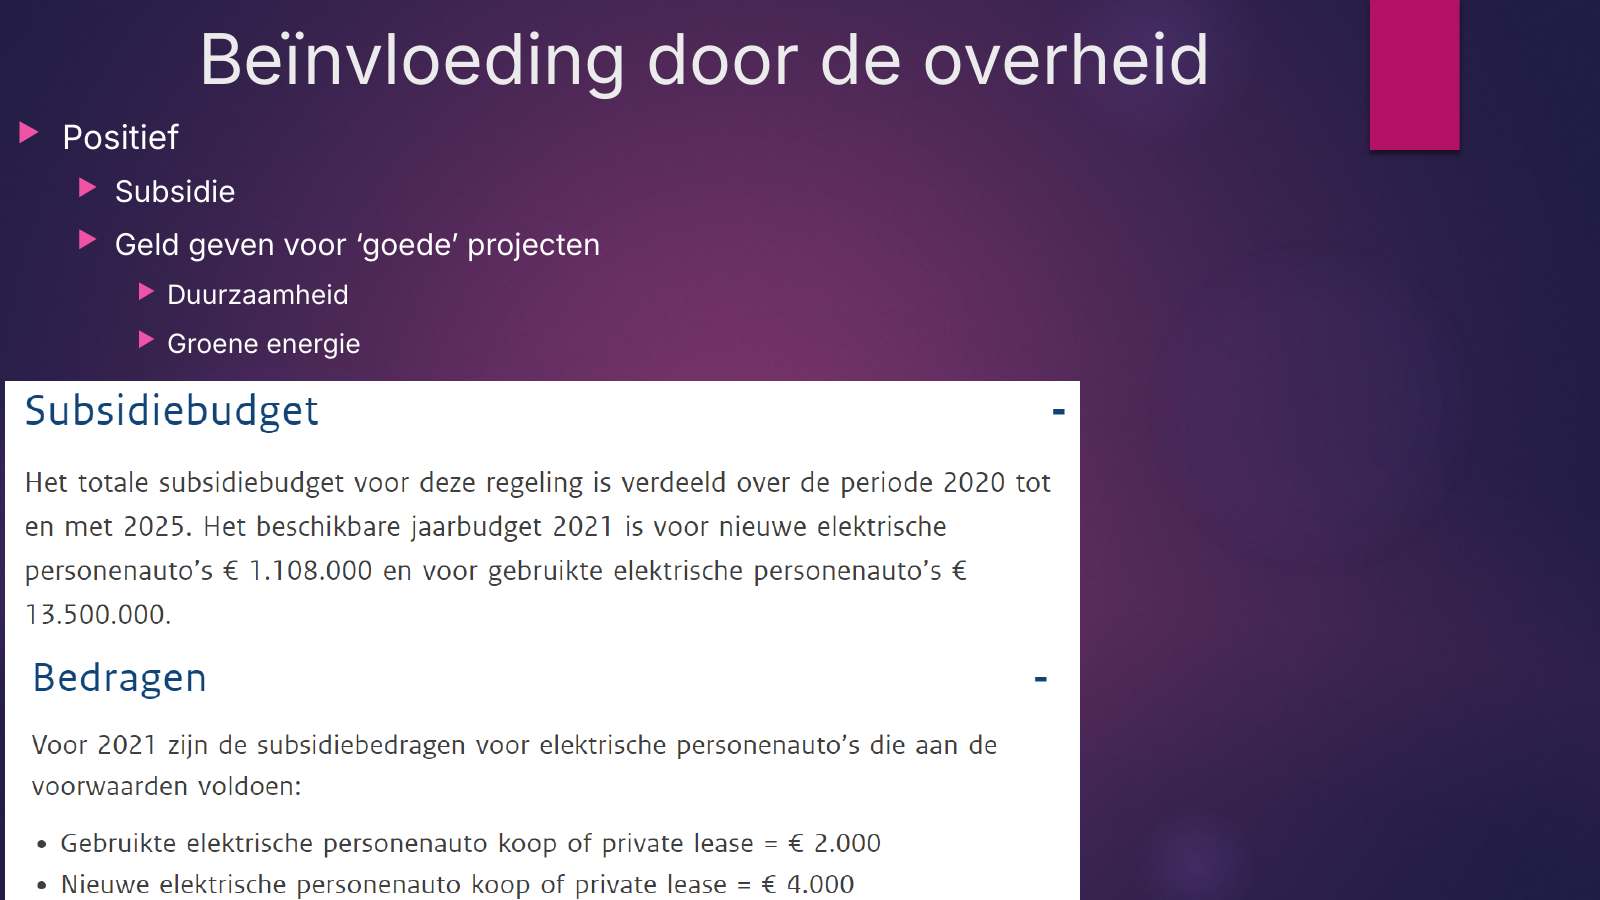 Beïnvloeding door de overheid
Positief
Subsidie
Geld geven voor ‘goede’ projecten
Duurzaamheid
Groene energie
Subsidiebudget -
Het totale subsidiebudget voor deze regeling is verdeeld over de periode 2020 tot
en met 2025. Het beschikbare jaarbudget 2021 is voor nieuwe elektrische
personenauto’s € 1.108.000 en voor gebruikte elektrische personenauto’s €
13.500.000.
Bedragen -
Voor 2021 zijn de subsidiebedragen voor elektrische personenauto’s die aan de
voorwaarden voldoen:
• Gebruikte elektrische personenauto koop of private lease = € 2.000
• Nieuwe elektrische personenauto koop of private lease = € 4.000